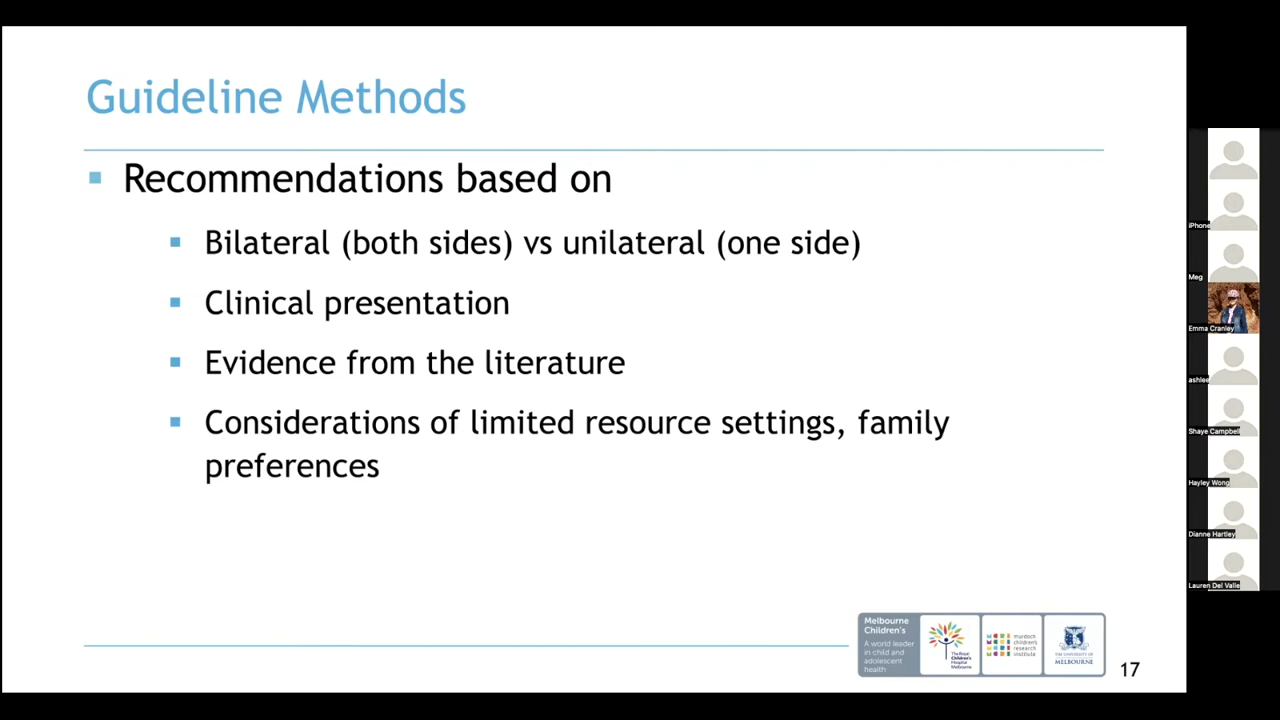 Guideline Methods
Recommendations based on
Bilateral (both sides) vs unilateral (one side)
Clinical presentation
Evidence from the literature
Considerations of limited resource settings, family
preferences
Melbourne
Children's
A world leader
in child and
adolescent
health
The Royal
Children's
Hospital
Melbourne
murdoch
children's
research
institute
THE UNIVERSITY OF
MELBOURNE
17
iPhone
Meg
Emma Cranley
ashlee
Shaye Campbell
Hayley Wong
Dianne Hartley
Lauren Del Valle